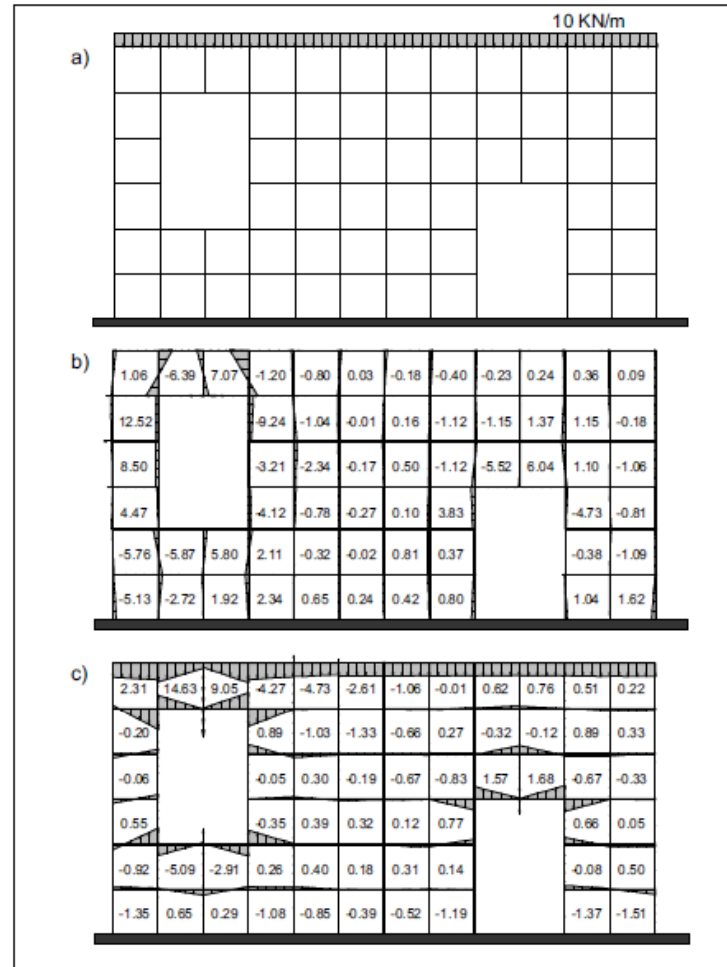 10 KN/m
a)
b)
1.06 -6.39 7.07 -1.20 -0.80 0.03 -0.18 -0.40 -0.23 0.24 0.36 0.09
12.52 -9.24 -1.04 -0.01 0.16 -1.12 -1.15 1.37 1.15 -0.18
8.50 -3.21 -2.34 -0.17 0.50 -1.12 -5.52 6.04 1.10 -1.06
4.47 -4.12 -0.78 -0.27 0.10 3.83 -4.73 -0.81
-5.76 -5.87 5.80 2.11 -0.32 -0.02 0.81 0.37 -0.38 -1.09
-5.13 -2.72 1.92 2.34 0.65 0.24 0.42 0.80 1.04 1.62
c)
2.31 14.63 9.05 -4.27 -4.73 -2.61 -1.06 -0.01 0.62 0.76 0.51 0.22
-0.20 0.89 -1.03 -1.33 -0.66 0.27 -0.32 -0.12 0.89 0.33
-0.06 -0.05 0.30 -0.19 -0.67 -0.83 1.57 1.68 -0.67 -0.33
0.55 -0.35 0.39 0.32 0.12 0.77 0.66 0.05
-0.92 -5.09 -2.91 0.26 0.40 0.18 0.31 0.14 -0.08 0.50
-1.35 0.65 0.29 -1.08 -0.85 -0.39 -0.52 -1.19 -1.37 -1.51